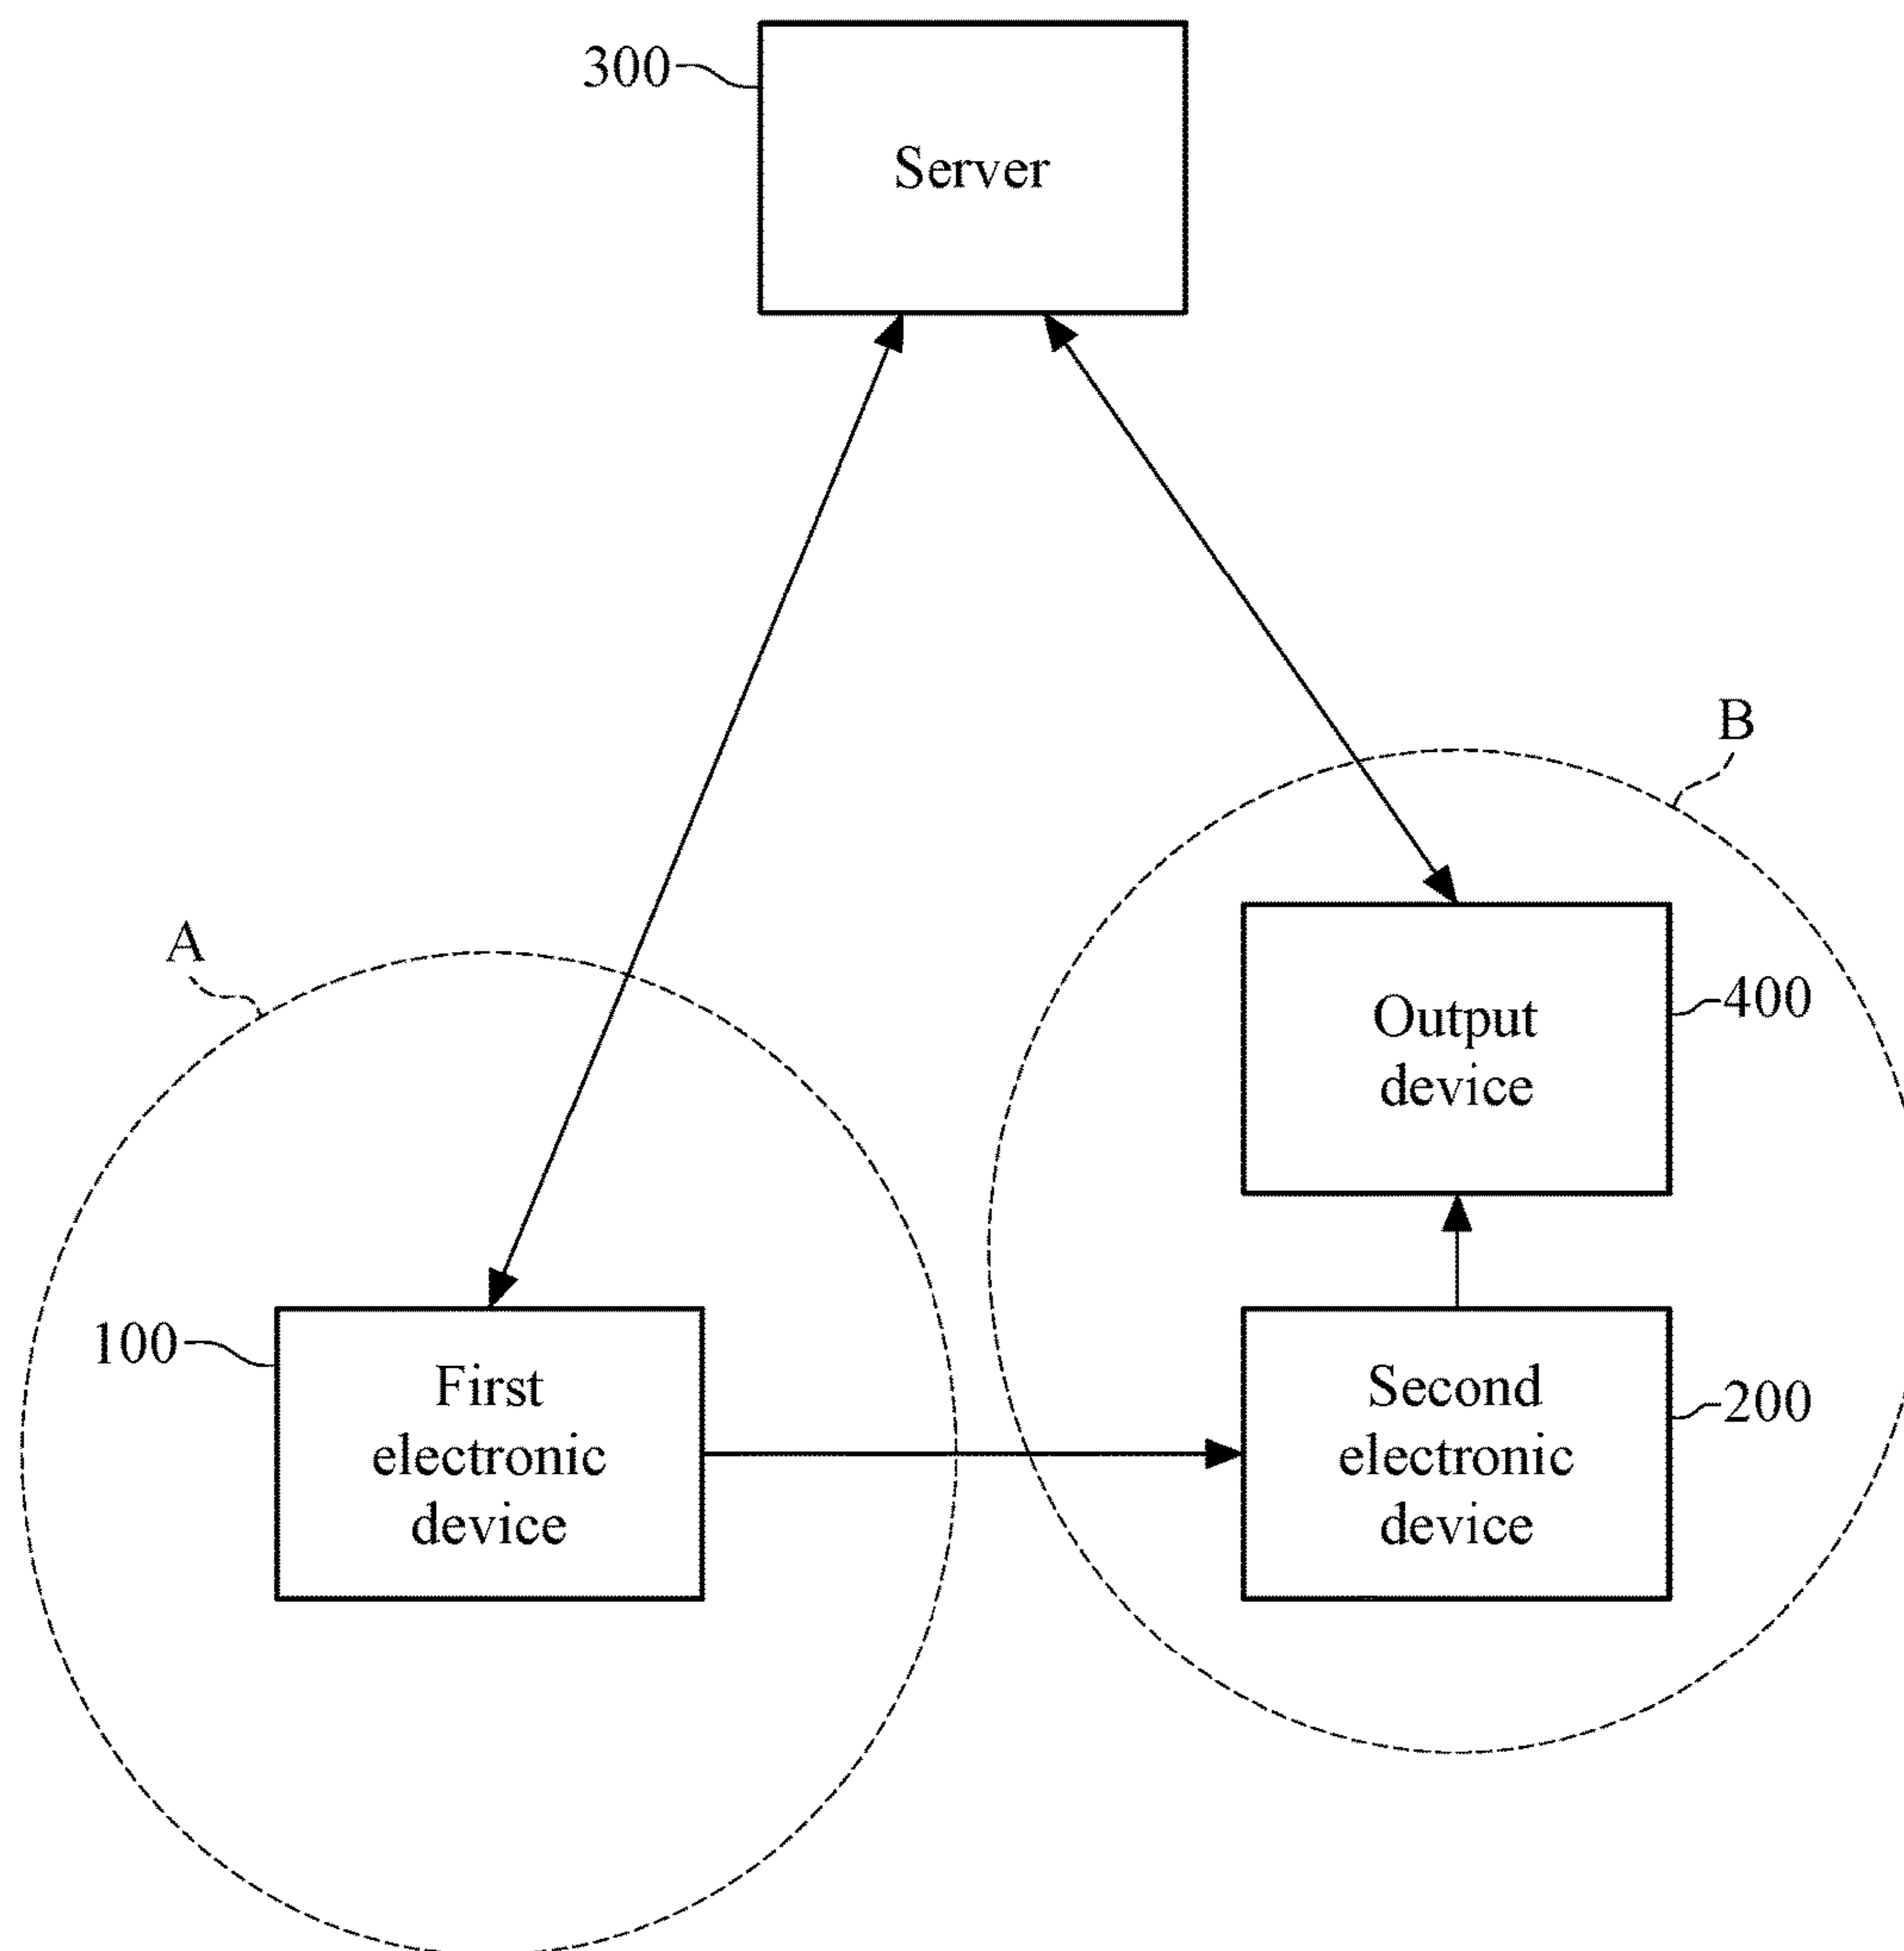 300
Server
B
A
Output
device
400
100
First
electronic
device
Second
electronic
device
200